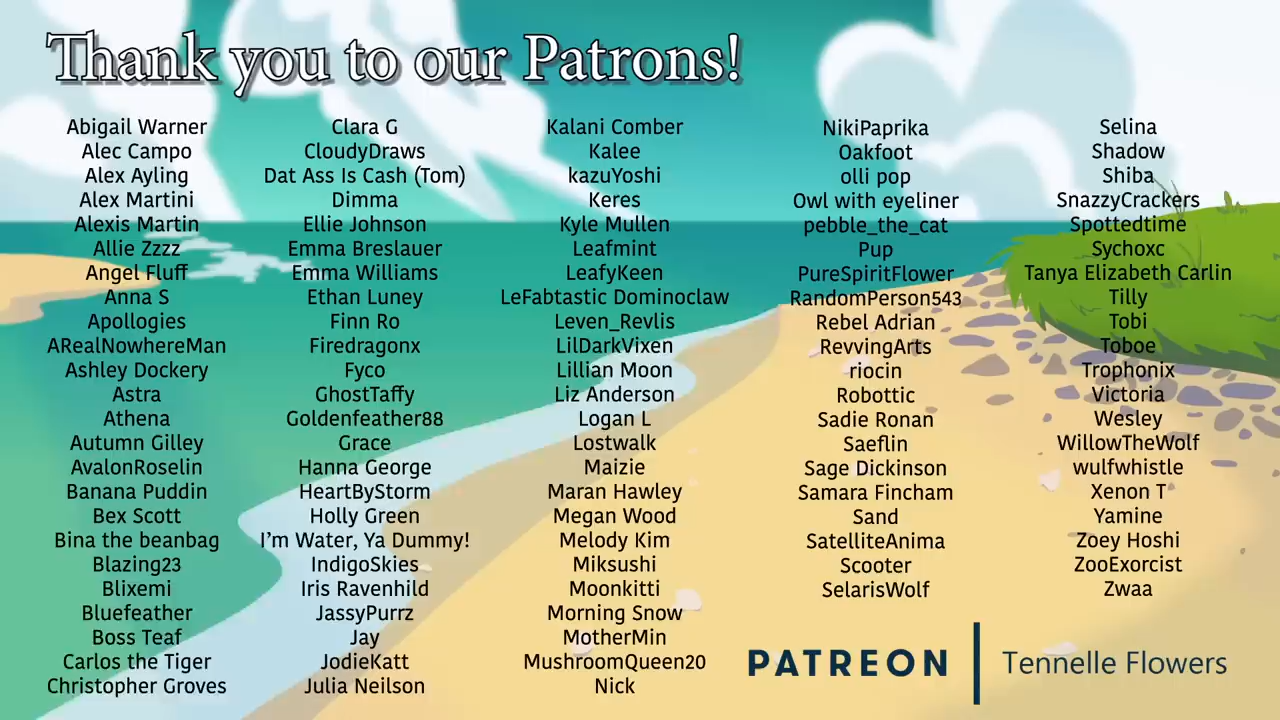 Thank you to our Patrons!
Abigail Warner
Alec Campo
Alex Ayling
Alex Martini
Alexis Martin
Allie Zzzz
Angel Fluff
Anna S
Apollogies
ARealNowhereMan
Ashley Dockery
Astra
Athena
Autumn Gilley
AvalonRoselin
Banana Puddin
Bex Scott
Bina the beanbag
Blazing23
Blixemi
Bluefeather
Boss Teaf
Carlos the Tiger
Christopher Groves
Clara G
CloudyDraws
Dat Ass Is Cash (Tom)
Dimma
Ellie Johnson
Emma Breslauer
Emma Williams
Ethan Luney
Finn Ro
Firedragonx
Fyco
GhostTaffy
Goldenfeather88
Grace
Hanna George
HeartByStorm
Holly Green
I'm Water, Ya Dummy!
IndigoSkies
Iris Ravenhild
JassyPurrz
Jay
JodieKatt
Julia Neilson
Kalani Comber
Kalee
kazuYoshi
Keres
Kyle Mullen
Leafmint
LeafyKeen
LeFabtastic Dominoclaw
Leven_Revlis
LilDarkVixen
Lillian Moon
Liz Anderson
Logan L
Lostwalk
Maizie
Maran Hawley
Megan Wood
Melody Kim
Miksushi
Moonkitti
Morning Snow
MotherMin
MushroomQueen20
Nick
NikiPaprika
Oakfoot
olli pop
Owl with eyeliner
pebble_the_cat
Pup
PureSpiritFlower
RandomPerson543
Rebel Adrian
RevvingArts
riocin
Robottic
Sadie Ronan
Saeflin
Sage Dickinson
Samara Fincham
Sand
SatelliteAnima
Scooter
SelarisWolf
Selina
Shadow
Shiba
SnazzyCrackers
Spottedtime
Sychoxc
Tanya Elizabeth Carlin
Tilly
Tobi
Toboe
Trophonix
Victoria
Wesley
WillowTheWolf
wulfwhistle
Xenon T
Yamine
Zoey Hoshi
ZooExorcist
Zwaa
PATREON | Tennelle Flowers